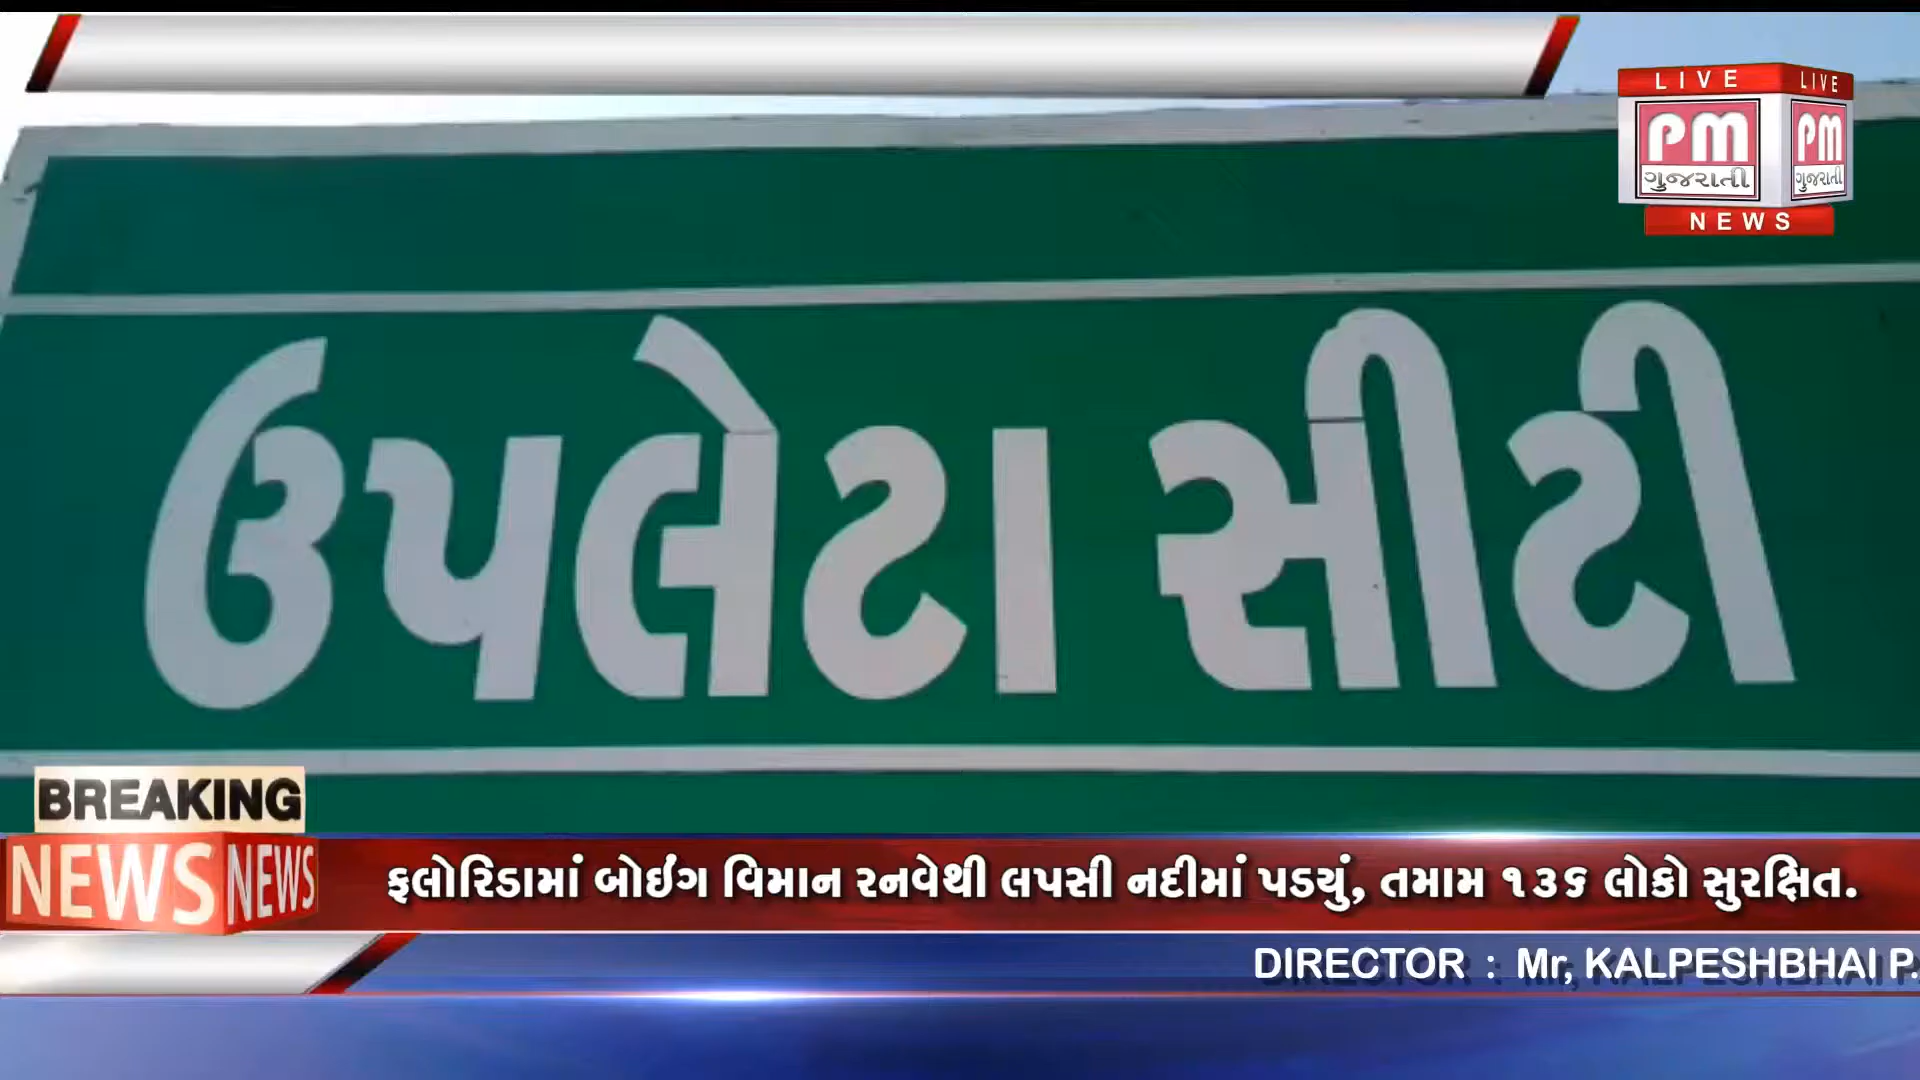 LIVE LIVE
PM PM
ગુજરાતી ગુજરાતી
NEWS
ઉપલેટા સીટી
BREAKING
NEWS NEWS
ફલોરિડામાં બોઈંગ વિમાન રનવેથી લપસી નદીમાં પડયું, તમામ ૧૩૬ લોકો સુરક્ષિત.
DIRECTOR : Mr, KALPESHBHAI P.